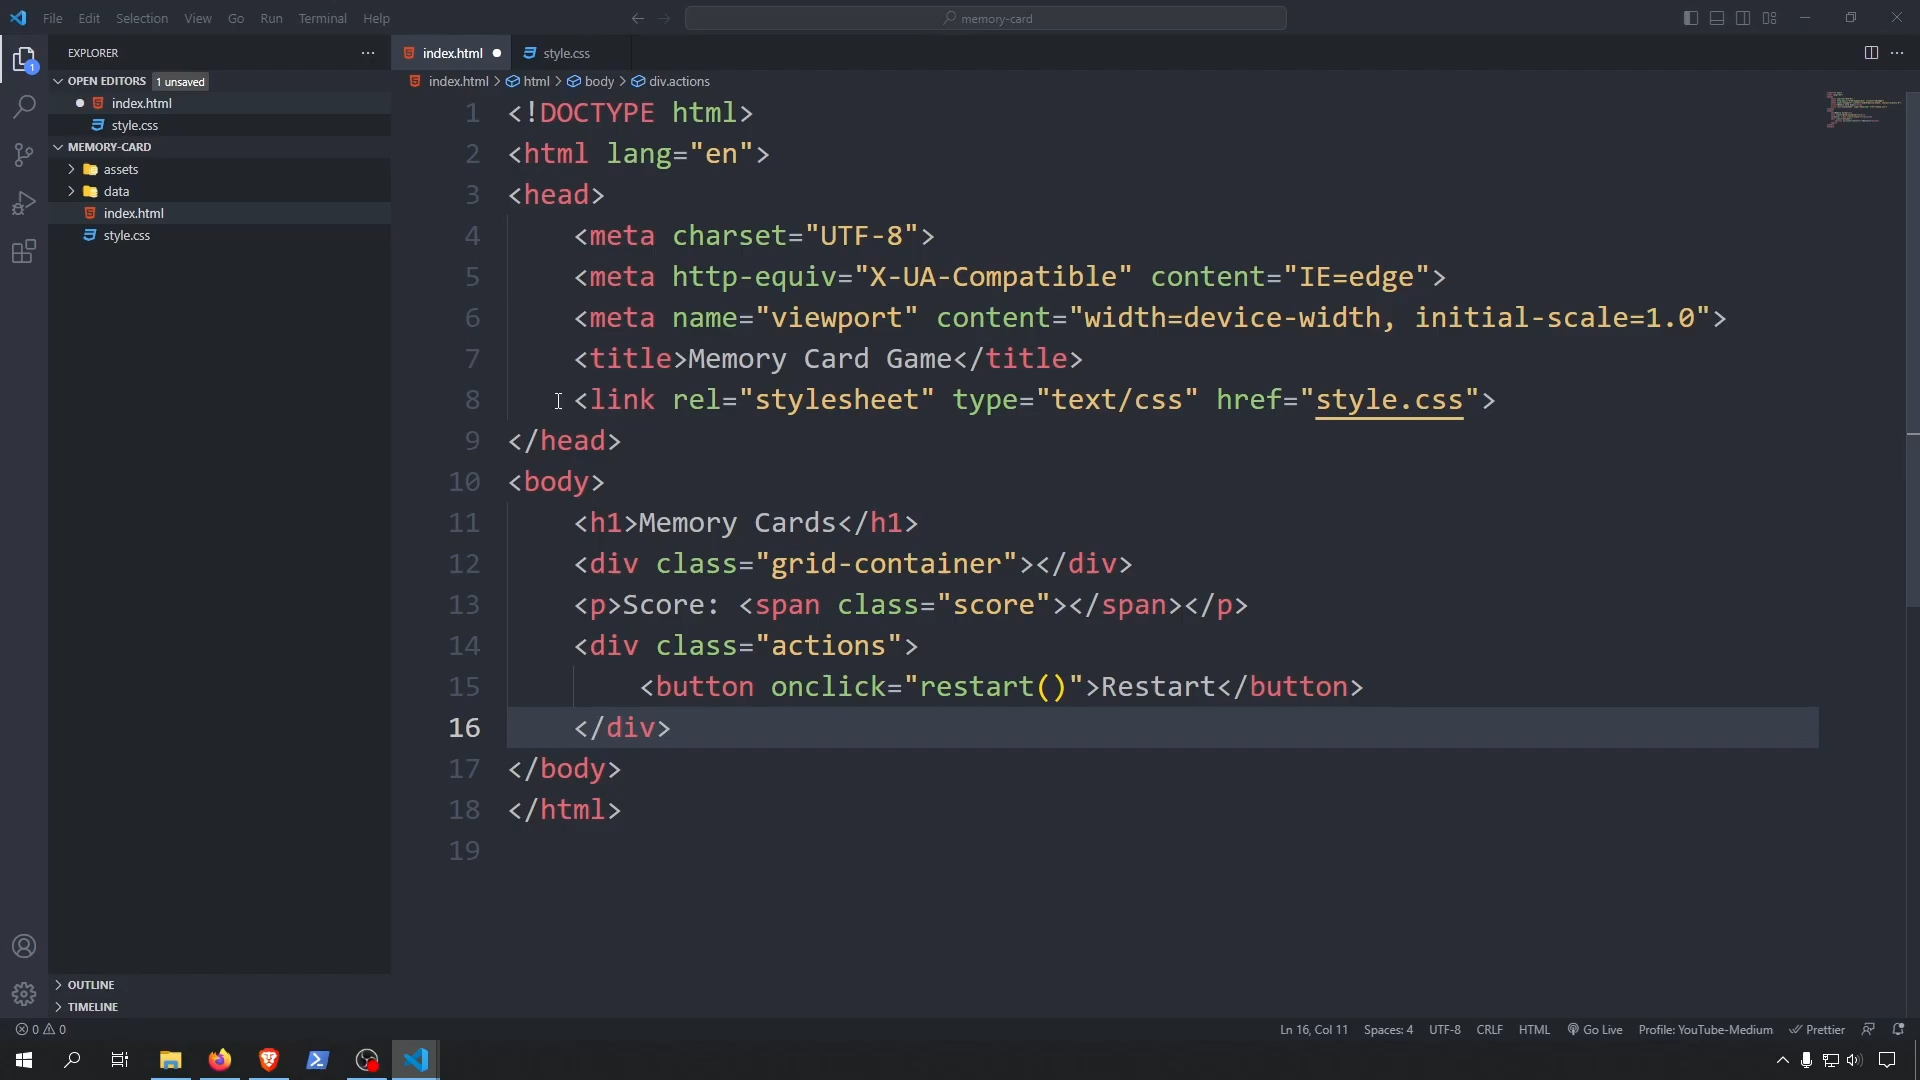 File Edit Selection View Go Run Terminal Help
memory-card
EXPLORER
OPEN EDITORS 1 unsaved
index.html
style.css
MEMORY-CARD
assets
data
index.html
style.css
OUTLINE
TIMELINE
index.html style.css
index.html > html > body > div.actions
1 <!DOCTYPE html>
2 <html lang="en">
3 <head>
4 <meta charset="UTF-8">
5 <meta http-equiv="X-UA-Compatible" content="IE=edge">
6 <meta name="viewport" content="width=device-width, initial-scale=1.0">
7 <title>Memory Card Game</title>
8 <link rel="stylesheet" type="text/css" href="style.css">
9 </head>
10 <body>
11 <h1>Memory Cards</h1>
12 <div class="grid-container"></div>
13 <p>Score: <span class="score"></span></p>
14 <div class="actions">
15 <button onclick="restart()">Restart</button>
16 </div>
17 </body>
18 </html>
19
0 0 Ln 16, Col 11 Spaces: 4 UTF-8 CRLF HTML Go Live Profile: YouTube-Medium Prettier